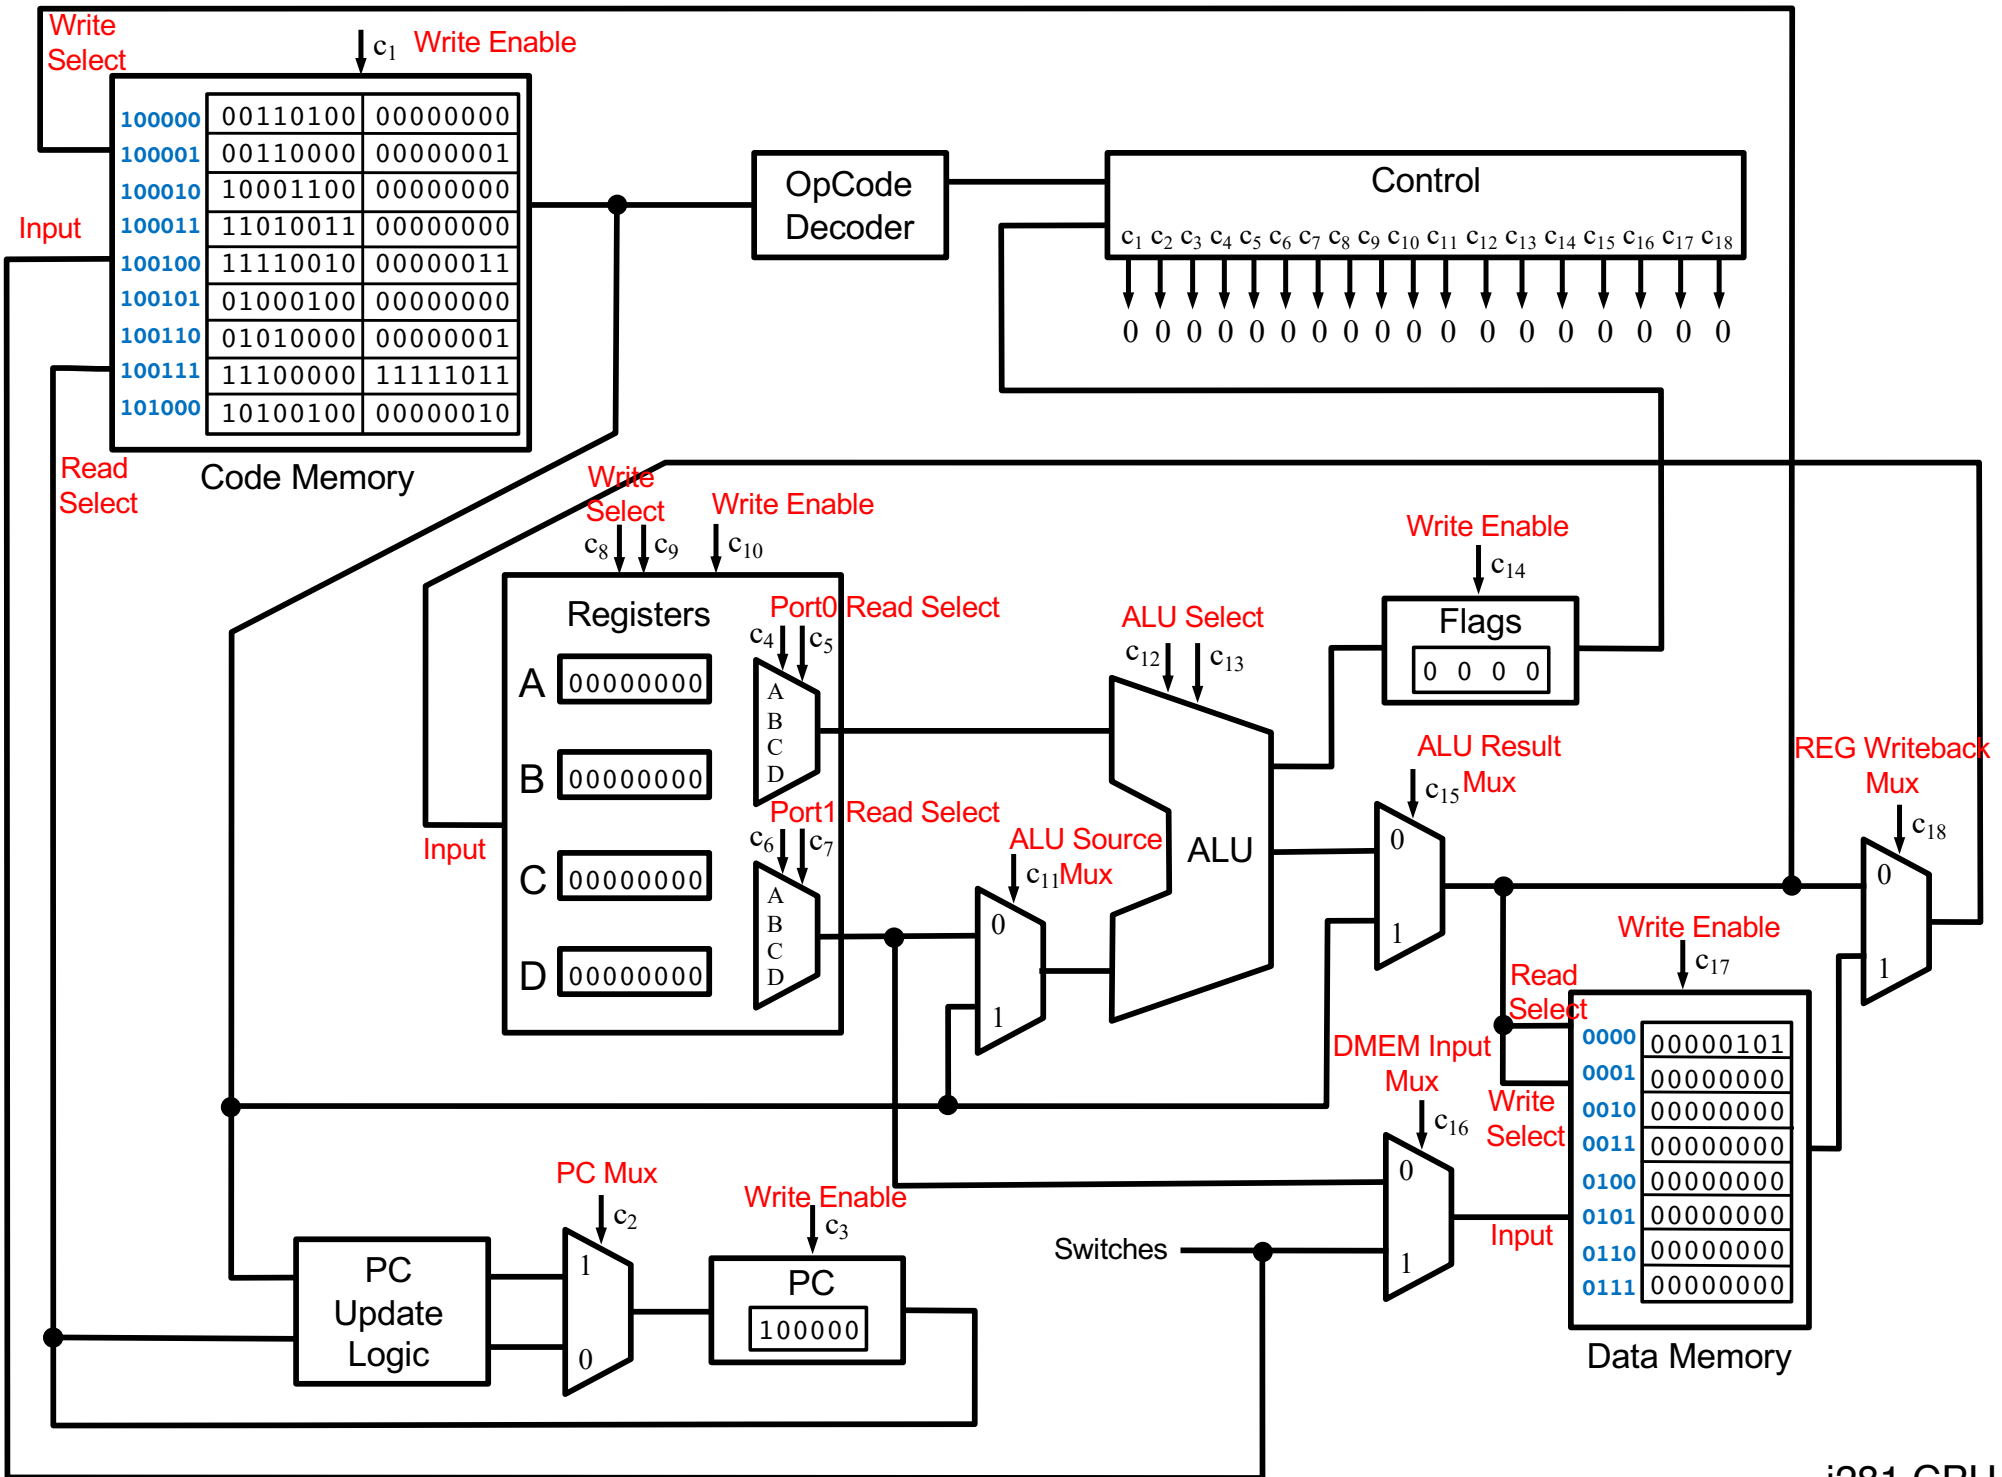 Write
Select
c1 Write Enable
100000 00110100 00000000
100001 00110000 00000001
100010 10001100 00000000
100011 11010011 00000000
100100 11110010 00000011
100101 01000100 00000000
100110 01010000 00000001
100111 11100000 11111011
101000 10100100 00000010
Input
Read
Select
Code Memory
OpCode
Decoder
Control
c1 c2 c3 c4 c5 c6 c7 c8 c9 c10 c11 c12 c13 c14 c15 c16 c17 c18
0 0 0 0 0 0 0 0 0 0 0 0 0 0 0 0 0 0
Write
Select
c8 c9
Write Enable
c10
Registers
A 00000000
B 00000000
C 00000000
D 00000000
Input
Port0 Read Select
c4 c5
A
B
C
D
Port1 Read Select
c6 c7
A
B
C
D
ALU Source
Mux
c11
0
1
ALU Select
c12 c13
ALU
Write Enable
c14
Flags
0 0 0 0
ALU Result
Mux
c15
0
1
REG Writeback
Mux
c18
0
1
Write Enable
c17
Read
Select
Write
Select
Input
0000 00000101
0001 00000000
0010 00000000
0011 00000000
0100 00000000
0101 00000000
0110 00000000
0111 00000000
Data Memory
DMEM Input
Mux
c16
0
1
Switches
PC Mux
c2
1
0
Write Enable
c3
PC
100000
PC
Update
Logic
i281 CPU